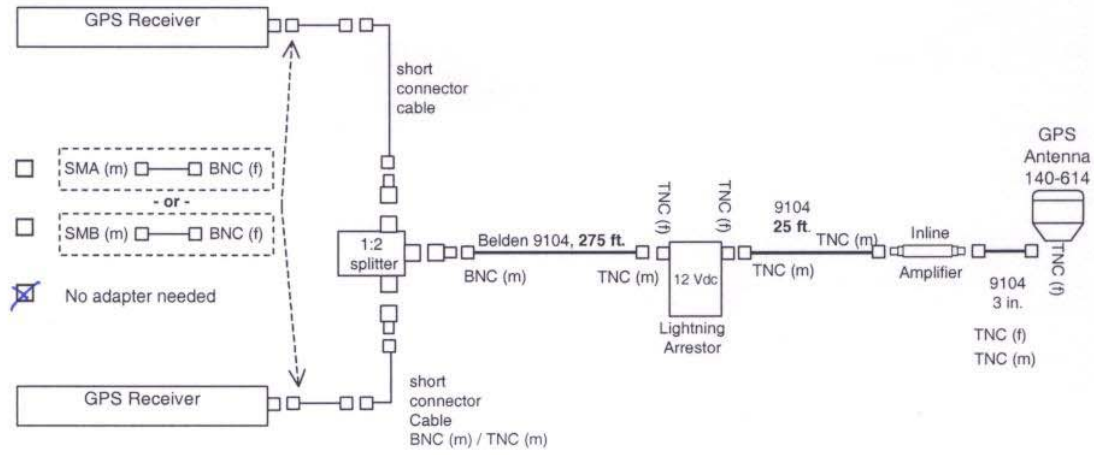 GPS Receiver
short
connector
cable
SMA (m) BNC (f)
- or -
SMB (m) BNC (f)
No adapter needed
1:2
splitter
Belden 9104, 275 ft.
BNC (m)
TNC (m)
TNC (f)
TNC (f)
12 Vdc
Lightning
Arrestor
9104
25 ft.
TNC (m)
TNC (m)
Inline
Amplifier
GPS
Antenna
140-614
TNC (f)
9104
3 in.
TNC (f)
TNC (m)
GPS Receiver
short
connector
Cable
BNC (m) / TNC (m)